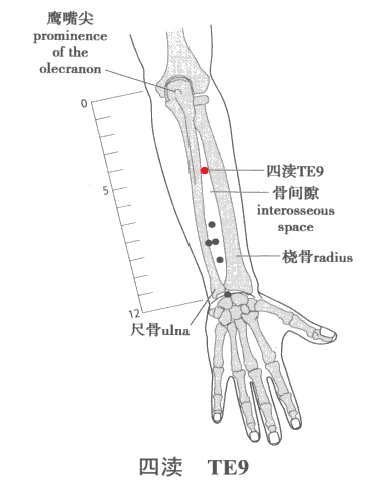 鹰嘴尖
prominence
of the
olecranon
0
5
12
四渎TE9
骨间隙
interosseous
space
桡骨radius
尺骨ulna
四渎 TE9